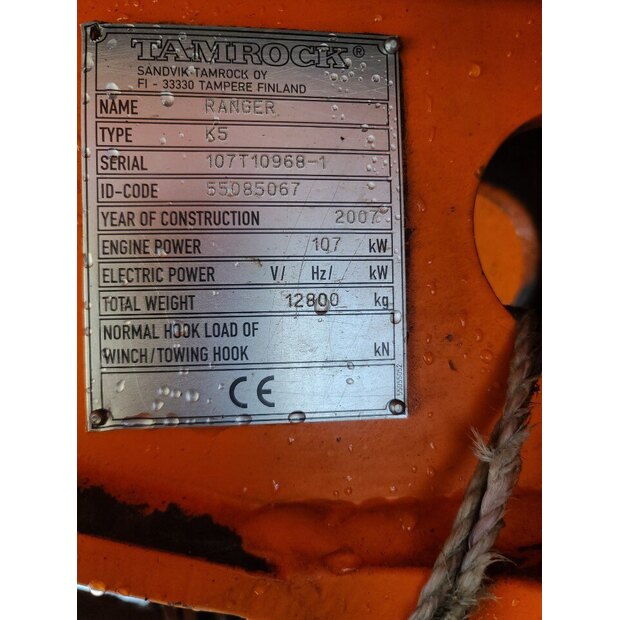 TAMROCK®
SANDVIK TAMROCK OY
FI - 33330 TAMPERE FINLAND
NAME RANGER
TYPE K5
SERIAL 107T10968-1
ID-CODE 55085067
YEAR OF CONSTRUCTION 2007
ENGINE POWER 107 kW
ELECTRIC POWER V/ Hz/ kW
TOTAL WEIGHT 12800 kg
NORMAL HOOK LOAD OF
WINCH/TOWING HOOK kN
CE